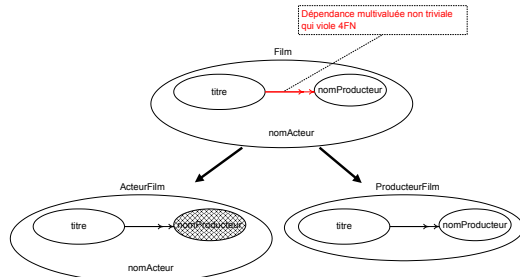 Dépendance multivaluée non triviale
qui viole 4FN
Film
titre
nomProducteur
nomActeur
ActeurFilm
ProducteurFilm
titre
nomProducteur
titre
nomProducteur
nomActeur